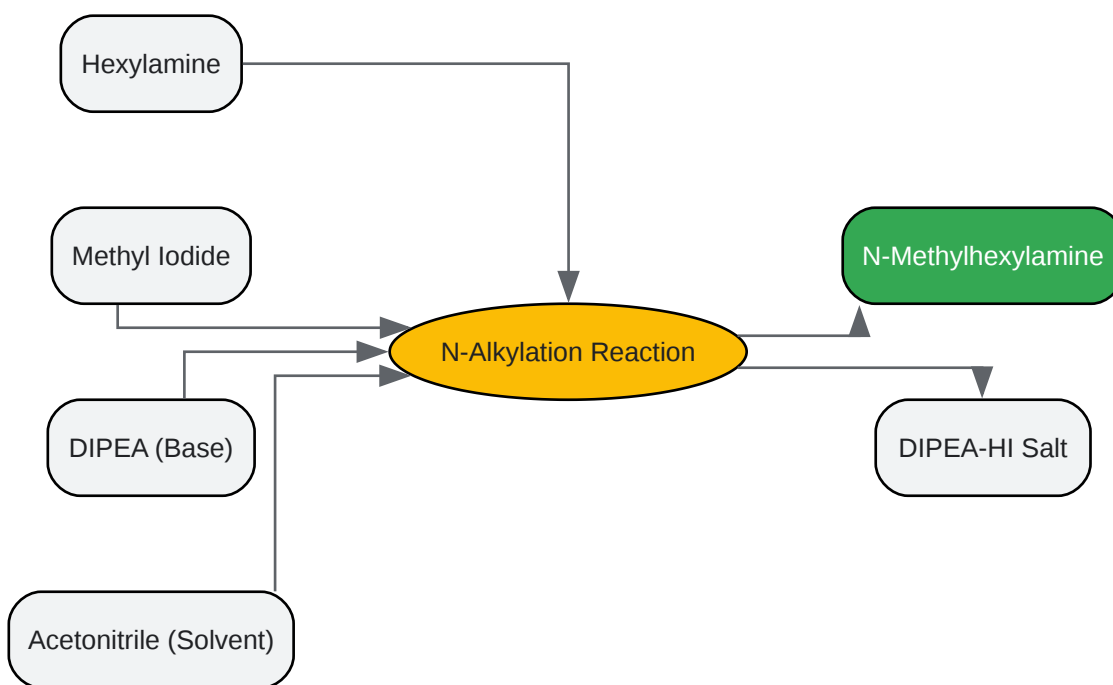 Hexylamine
Methyl Iodide
N-Methylhexylamine
N-Alkylation Reaction
DIPEA (Base)
DIPEA-HI Salt
Acetonitrile (Solvent)